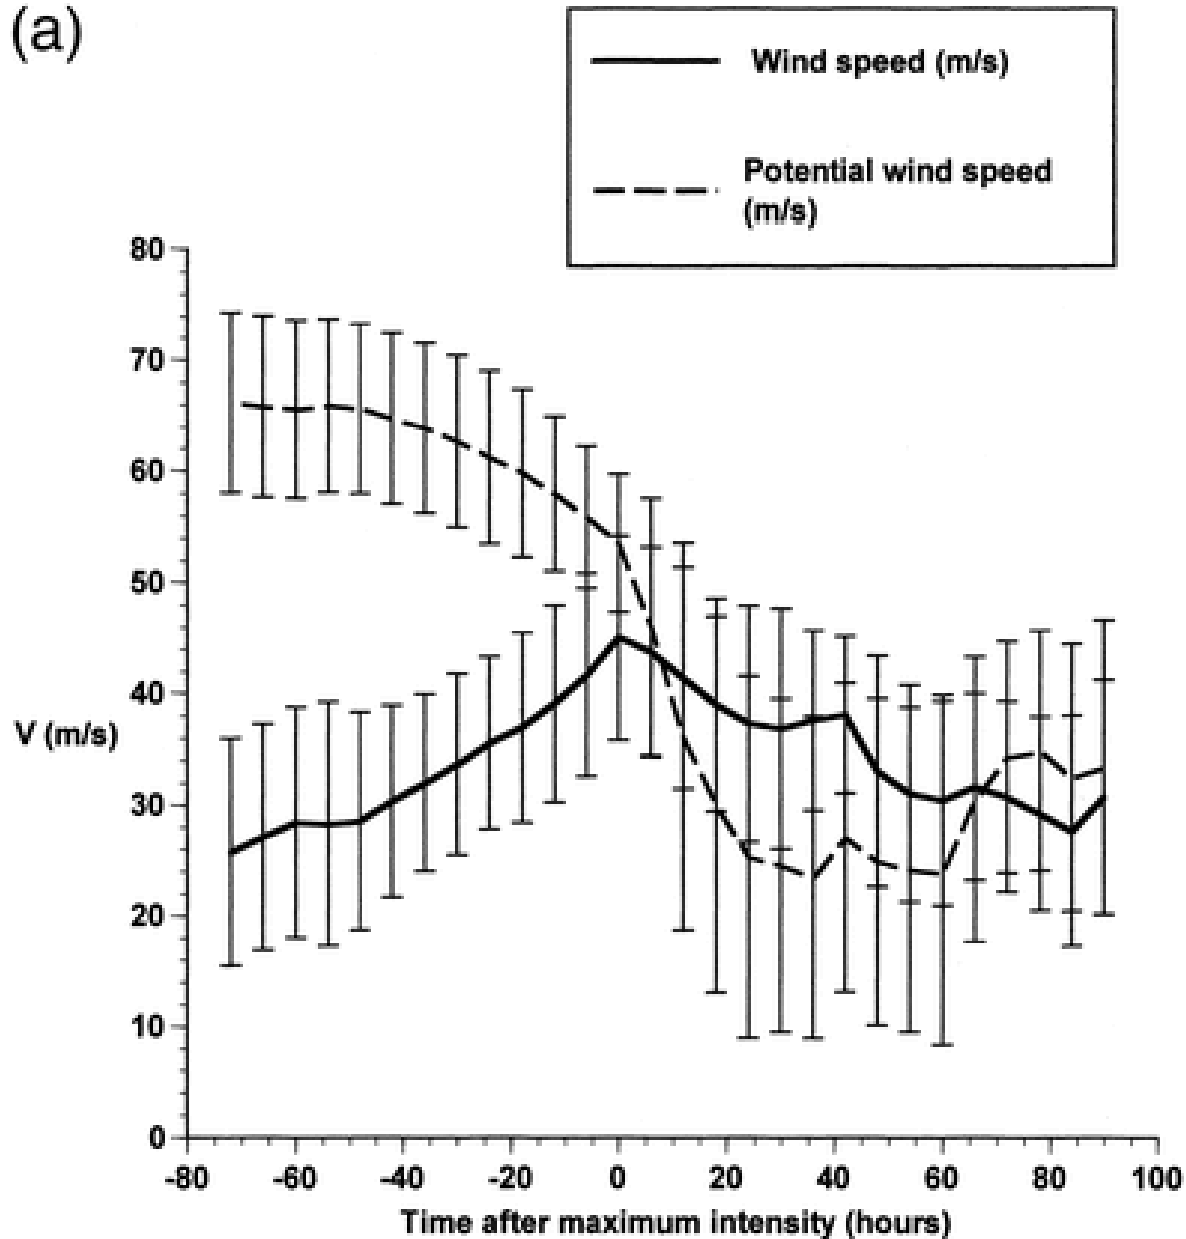 (a)
Wind speed (m/s)
Potential wind speed
(m/s)
80
70
60
50
40
V (m/s)
30
20
10
0
-80 -60 -40 -20 0 20 40 60 80 100
Time after maximum intensity (hours)